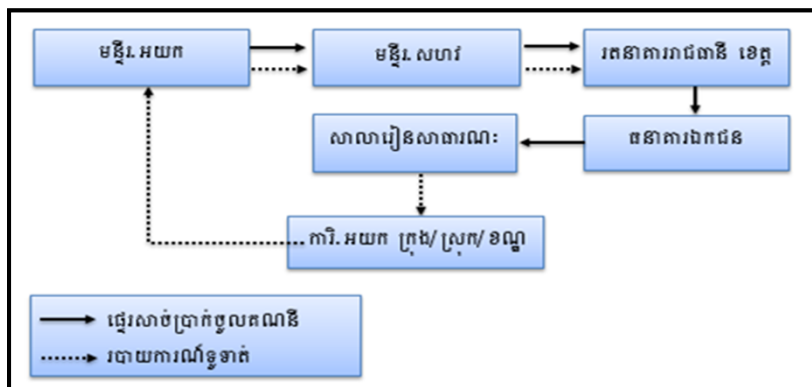 មន្ទីរ.អយក
មន្ទីរ.សហវ
រតនាគាររាជធានី ខេត្ត
សាលារៀនសាធារណៈ
ធនាគារឯកជន
ការិ.អយក ក្រុង/ស្រុក/ខណ្ឌ
ផ្ទេរសាច់ប្រាក់ចូលគណនី
របាយការណ៍ទូទាត់